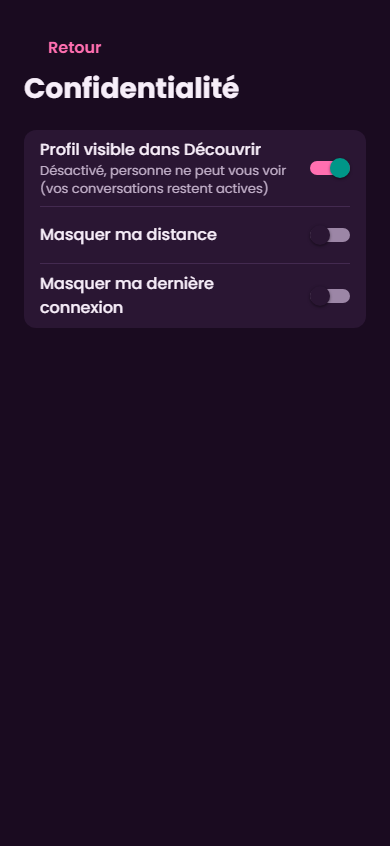 Retour
Confidentialité
Profil visible dans Découvrir
Désactivé, personne ne peut vous voir
(vos conversations restent actives)
Masquer ma distance
Masquer ma dernière
connexion